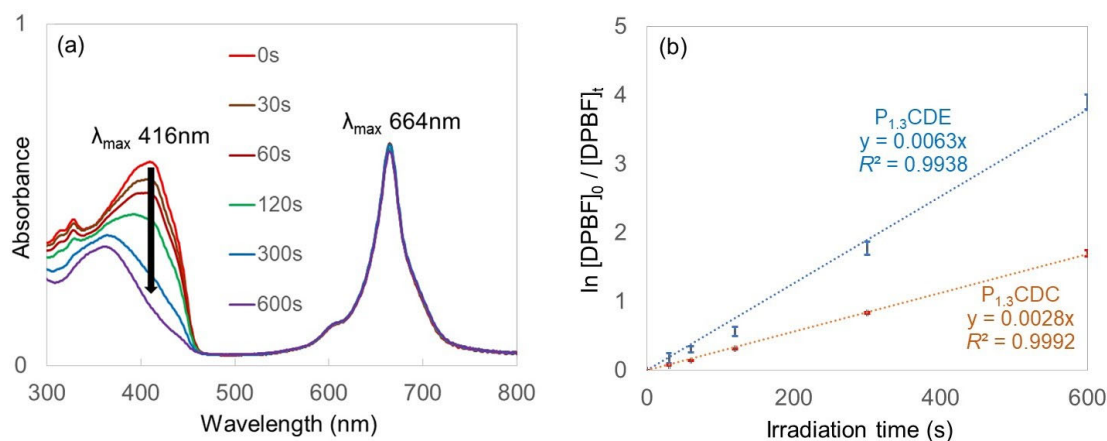 (a)
1
0
Absorbance
300
400
500
600
700
800
Wavelength (nm)
0s
30s
60s
120s
300s
600s
λmax 416nm
λmax 664nm
(b)
5
4
3
2
1
0
ln [DPBF]0 / [DPBF]t
0
200
400
600
Irradiation time (s)
P1.3CDE
y = 0.0063x
R² = 0.9938
P1.3CDC
y = 0.0028x
R² = 0.9992